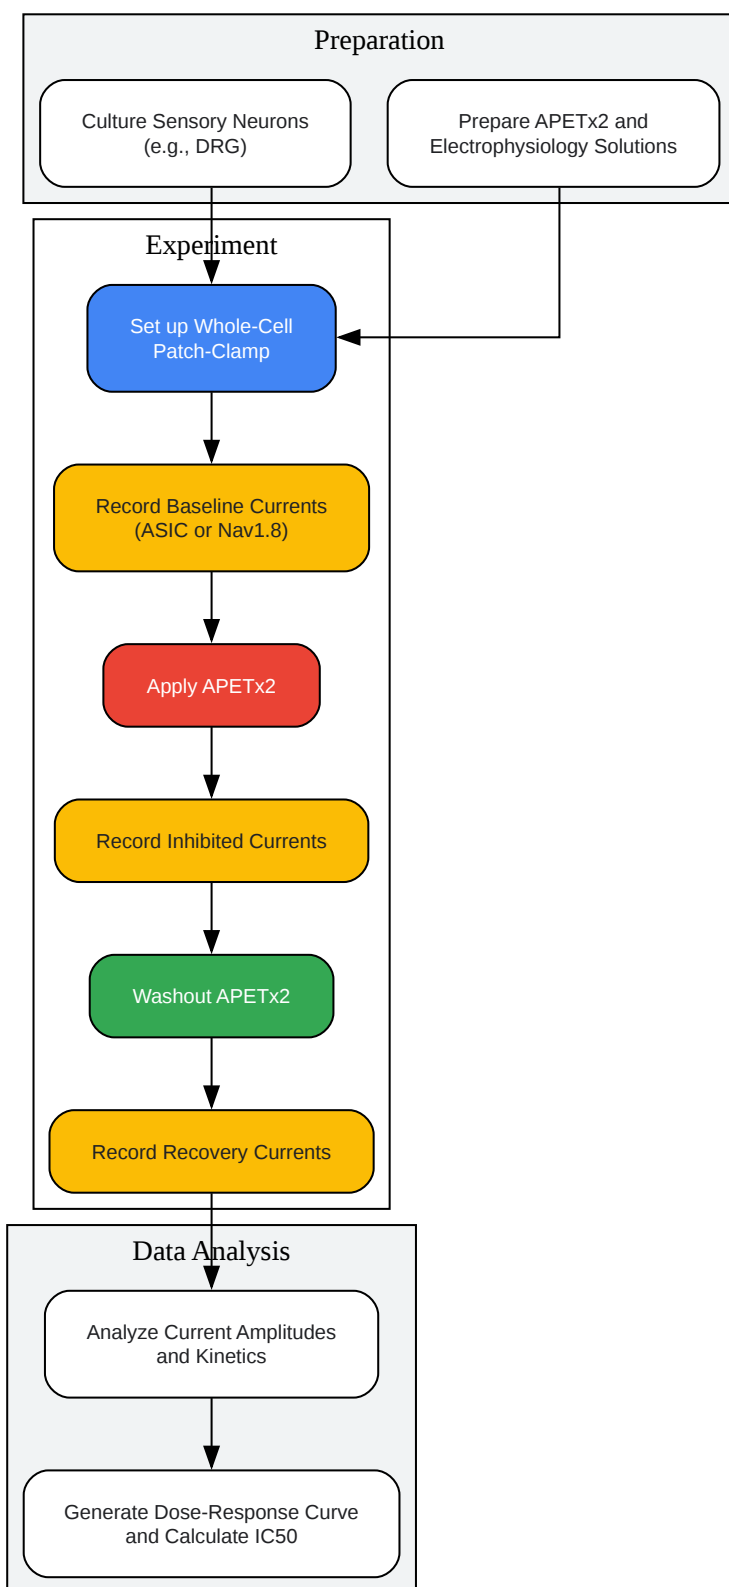 Preparation
Culture Sensory Neurons
(e.g., DRG)
Prepare APETx2 and
Electrophysiology Solutions
Experiment
Set up Whole-Cell
Patch-Clamp
Record Baseline Currents
(ASIC or Nav1.8)
Apply APETx2
Record Inhibited Currents
Washout APETx2
Record Recovery Currents
Data Analysis
Analyze Current Amplitudes
and Kinetics
Generate Dose-Response Curve
and Calculate IC50